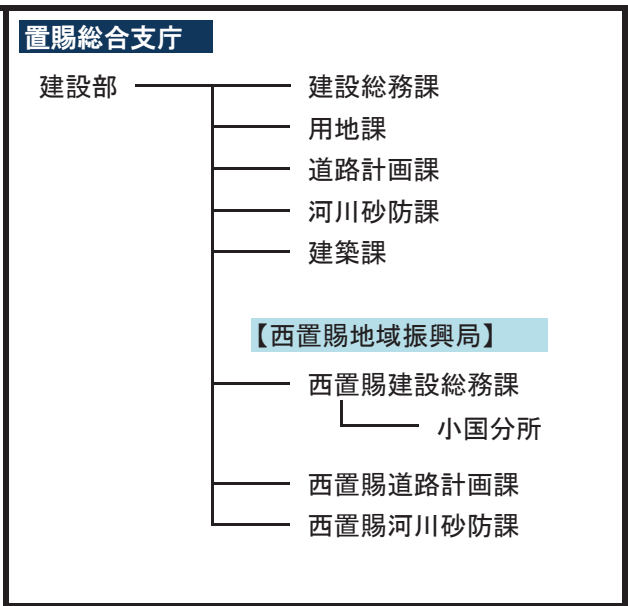 置賜総合支庁
建設部
建設総務課
用地課
道路計画課
河川砂防課
建築課
【西置賜地域振興局】
西置賜建設総務課
小国分所
西置賜道路計画課
西置賜河川砂防課